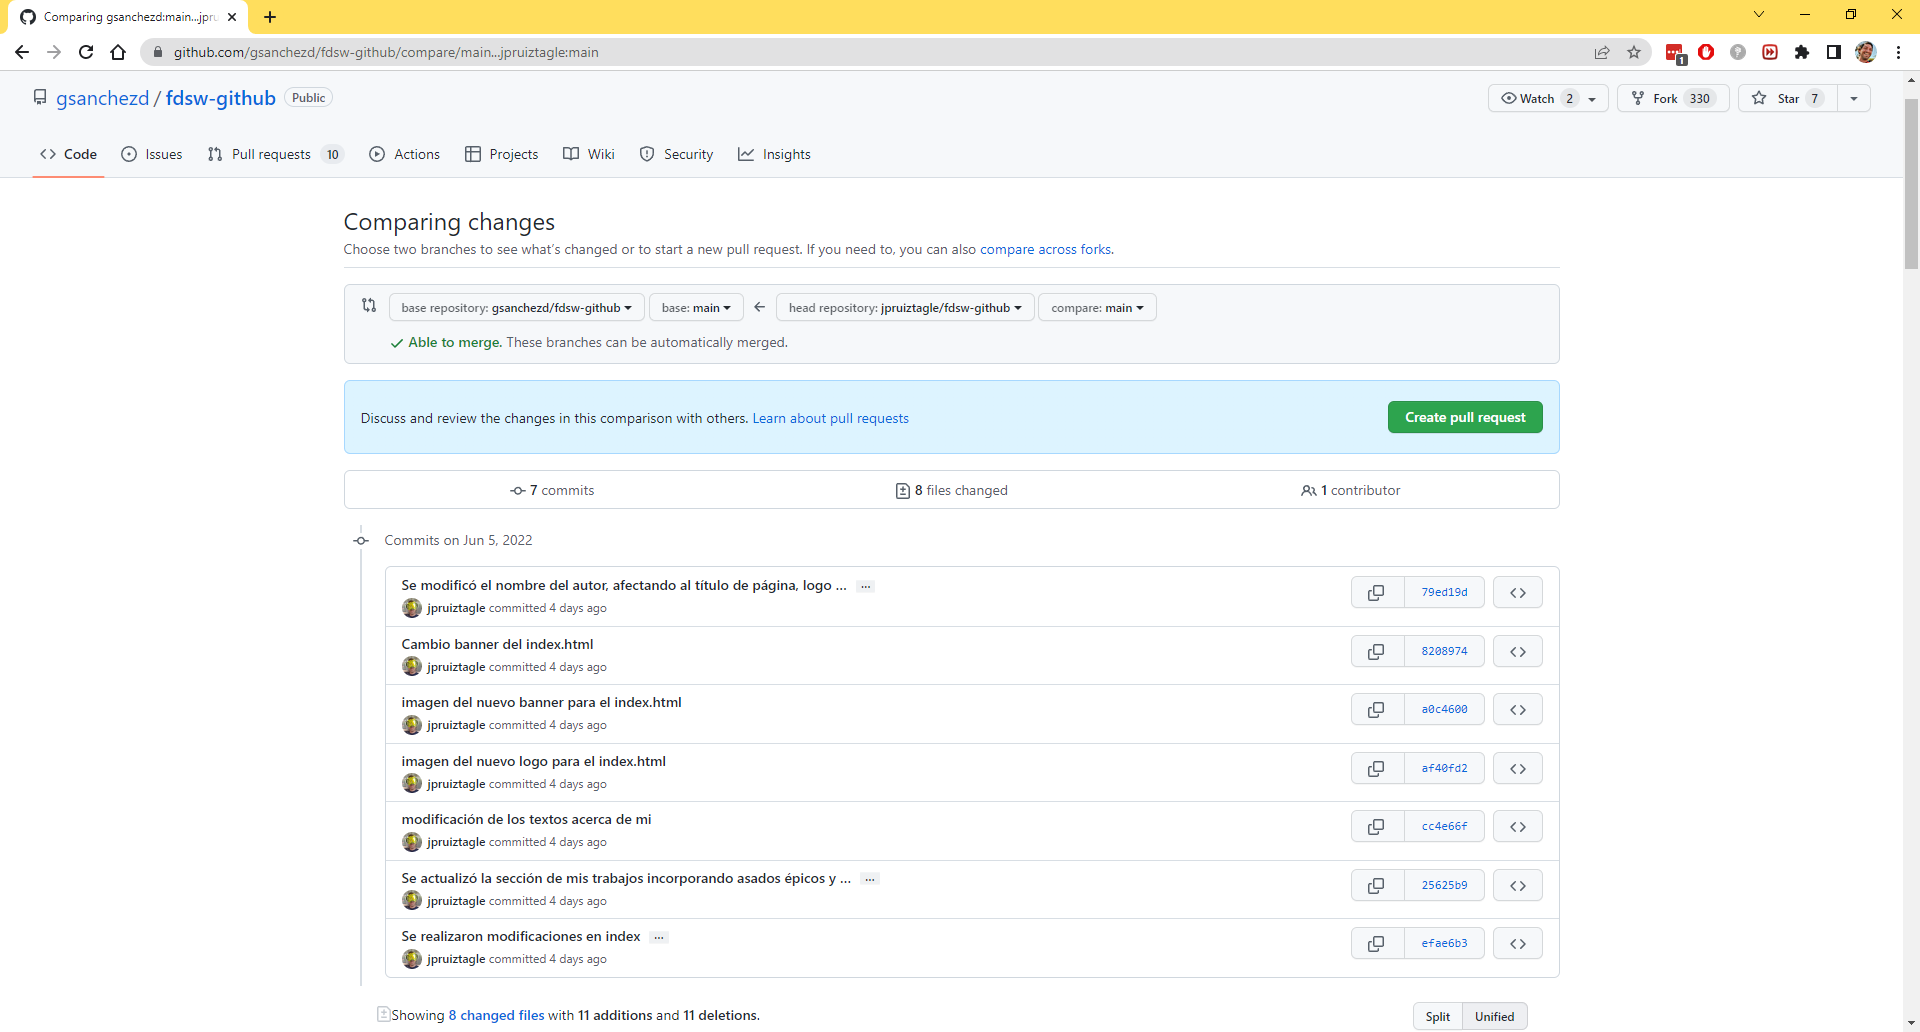 Comparing gsanchezd:main...jpru
github.com/gsanchezd/fdsw-github/compare/main...jpruiztagle:main
1
gsanchezd / fdsw-github Public
Watch 2
Fork 330
Star 7
Code
Issues
Pull requests 10
Actions
Projects
Wiki
Security
Insights
Comparing changes
Choose two branches to see what's changed or to start a new pull request. If you need to, you can also compare across forks.
base repository: gsanchezd/fdsw-github base: main ← head repository: jpruiztagle/fdsw-github compare: main
Able to merge. These branches can be automatically merged.
Discuss and review the changes in this comparison with others. Learn about pull requests
Create pull request
7 commits
8 files changed
1 contributor
Commits on Jun 5, 2022
Se modificó el nombre del autor, afectando al título de página, logo ... ...
jpruiztagle committed 4 days ago
79ed19d
Cambio banner del index.html
jpruiztagle committed 4 days ago
8208974
imagen del nuevo banner para el index.html
jpruiztagle committed 4 days ago
a0c4600
imagen del nuevo logo para el index.html
jpruiztagle committed 4 days ago
af40fd2
modificación de los textos acerca de mi
jpruiztagle committed 4 days ago
cc4e66f
Se actualizó la sección de mis trabajos incorporando asados épicos y ... ...
jpruiztagle committed 4 days ago
25625b9
Se realizaron modificaciones en index ...
jpruiztagle committed 4 days ago
efae6b3
Showing 8 changed files with 11 additions and 11 deletions.
Split Unified